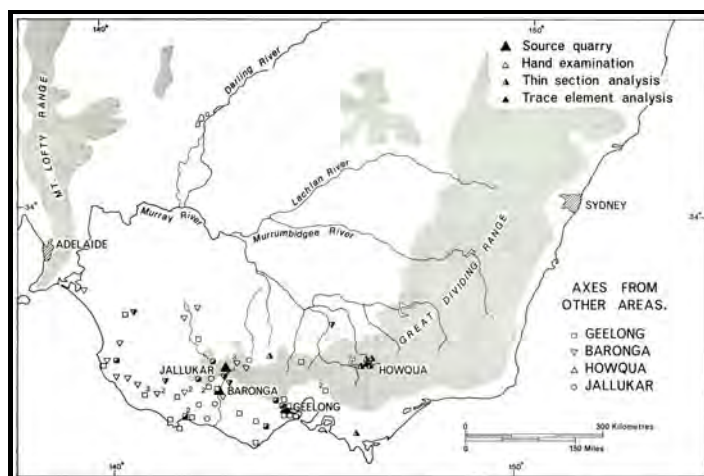 140°
150°
Source quarry
Hand examination
Thin section analysis
Trace element analysis
MT. LOFTY RANGE
Darling River
Lachlan River
34°
Murray River
Murrumbidgee River
SYDNEY
34°
ADELAIDE
GREAT DIVIDING RANGE
AXES FROM
OTHER AREAS.
GEELONG
BARONGA
HOWQUA
JALLUKAR
JALLUKAR
HOWQUA
BARONGA
GEELONG
0
300 Kilometres
0
150 Miles
140°
150°